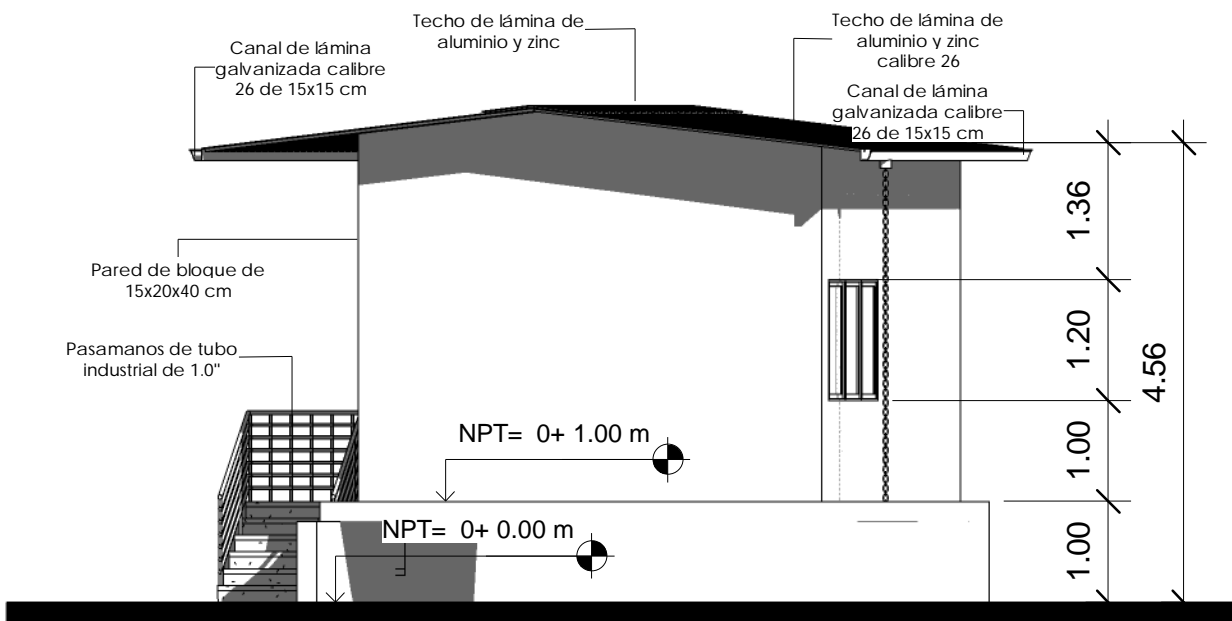 Techo de lámina de
aluminio y zinc
Techo de lámina de
aluminio y zinc
calibre 26
Canal de lámina
galvanizada calibre
26 de 15x15 cm
Canal de lámina
galvanizada calibre
26 de 15x15 cm
Pared de bloque de
15x20x40 cm
Pasamanos de tubo
industrial de 1.0"
NPT= 0+ 1.00 m
NPT= 0+ 0.00 m
1.36
1.20
1.00
1.00
4.56